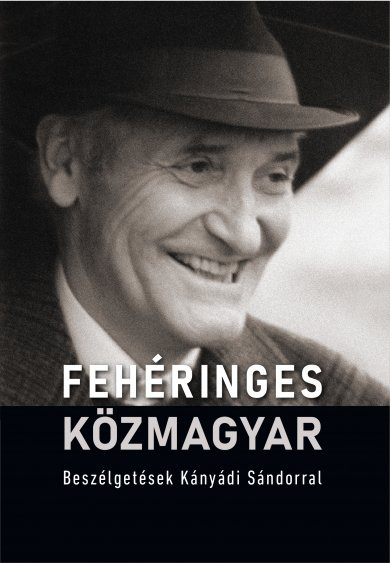 FEHÉRINGES
KÖZMAGYAR
Beszélgetések Kányádi Sándorral